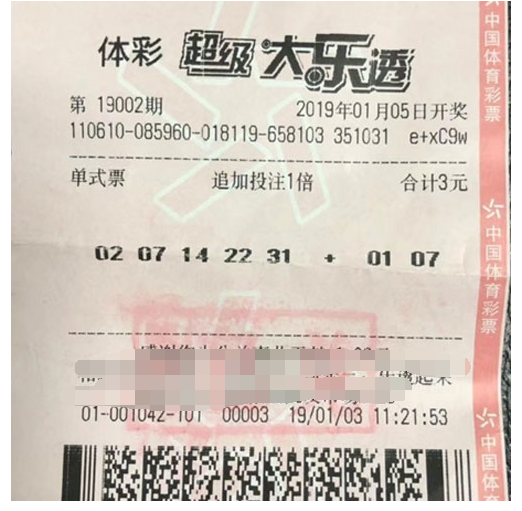 体彩 超级大乐透
第 19002期 2019年01月05日开奖
110610-085960-018119-658103 351031 e+xC9w
单式票 追加投注1倍 合计3元
02 07 14 22 31 + 01 07
01-001042-101 00003 19/01/03 11:21:53
中国体育彩票
中国体育彩票
中国体育